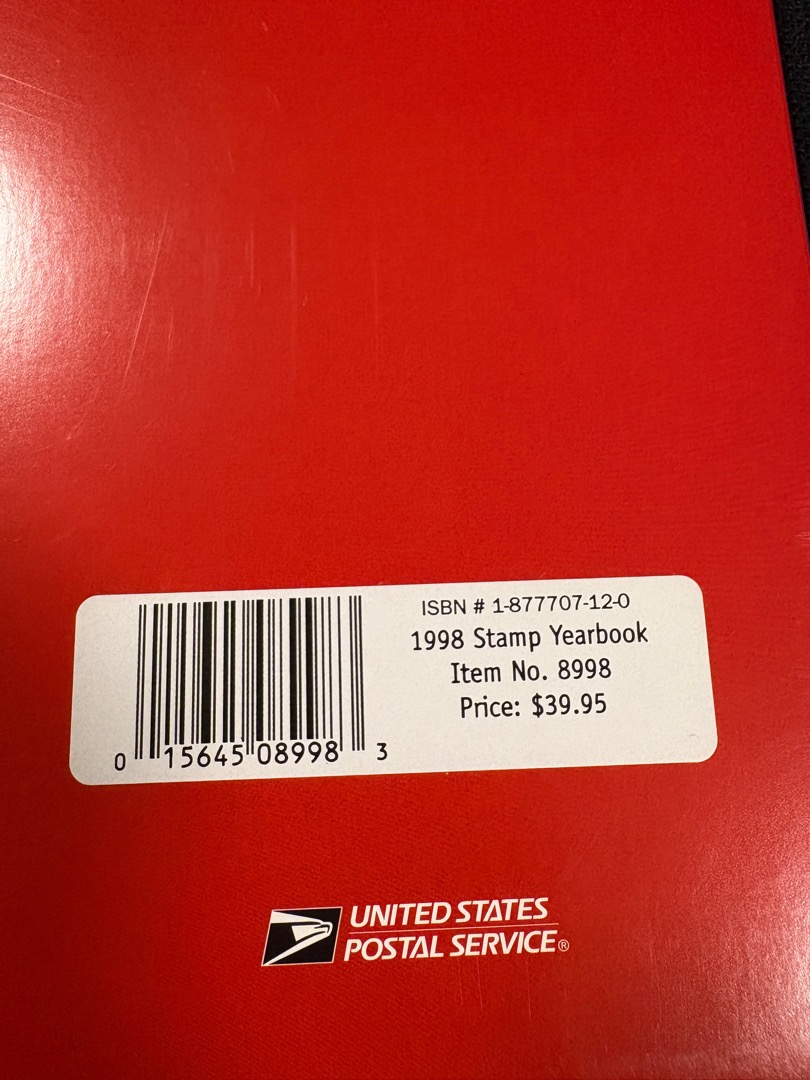 ISBN # 1-877707-12-0
1998 Stamp Yearbook
Item No. 8998
Price: $39.95
0 15645 08998 3
UNITED STATES
POSTAL SERVICE®